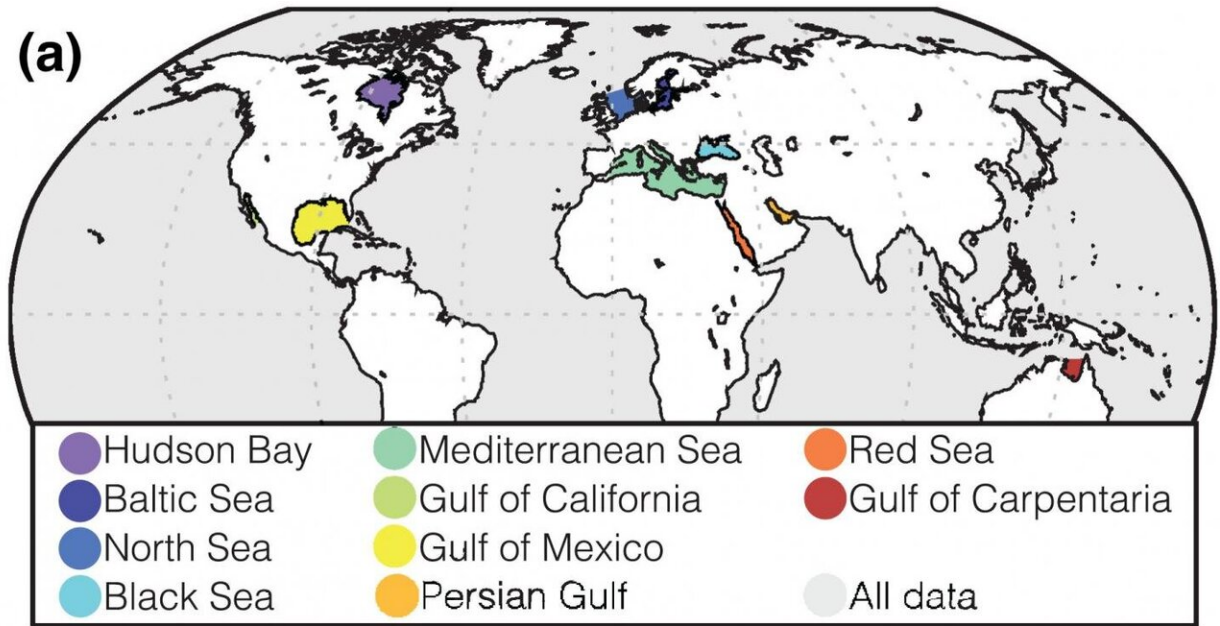 (a)
Hudson Bay
Baltic Sea
North Sea
Black Sea
Mediterranean Sea
Gulf of California
Gulf of Mexico
Persian Gulf
Red Sea
Gulf of Carpentaria
All data